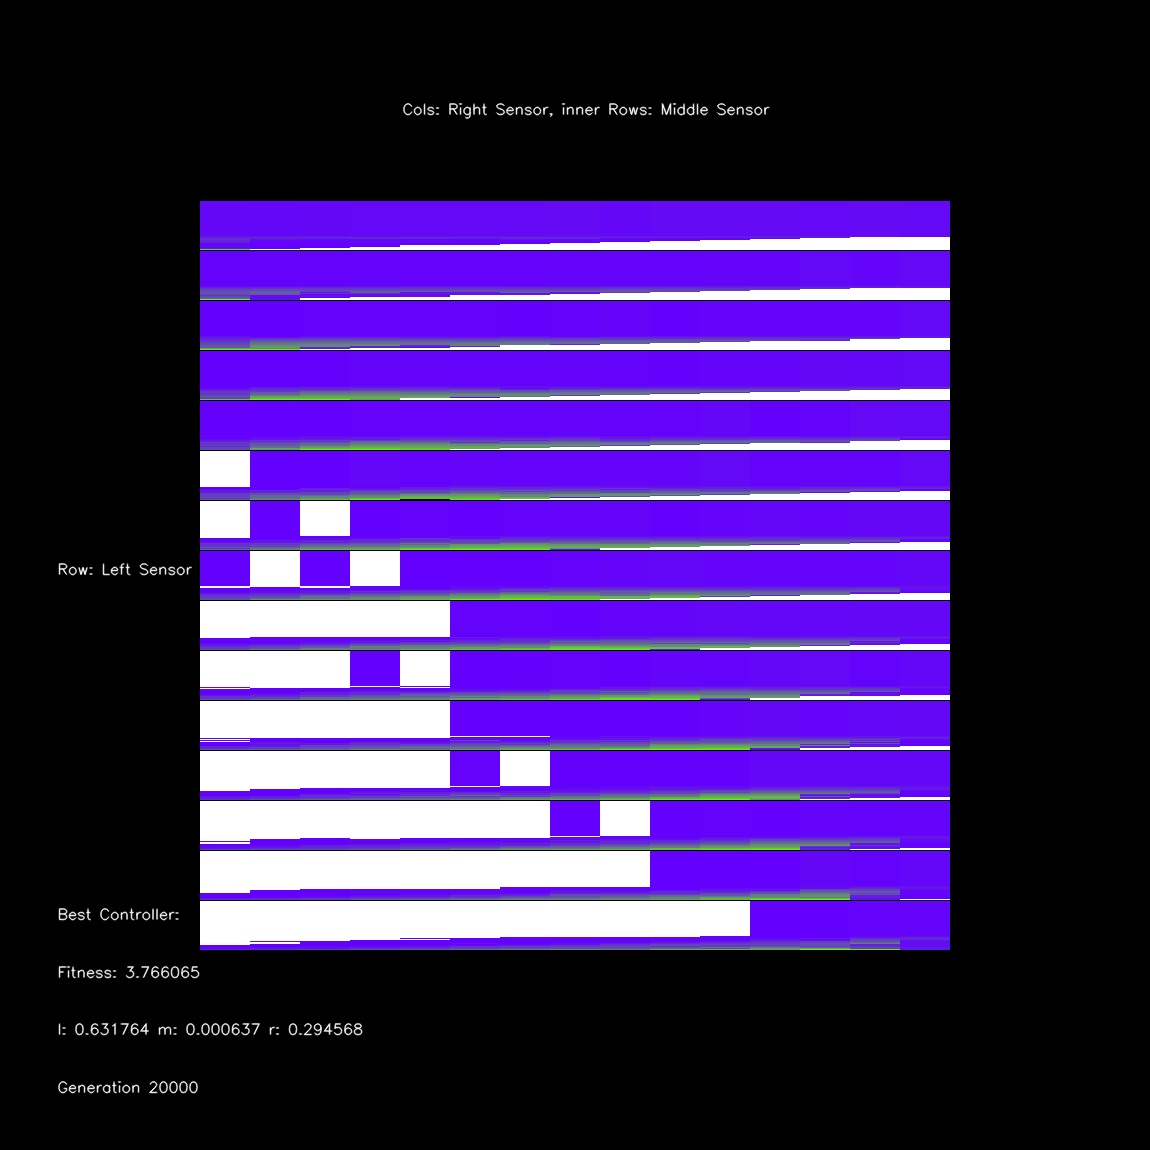 Cols: Right Sensor, inner Rows: Middle Sensor
Row: Left Sensor
Best Controller:
Fitness: 3.766065
l: 0.631764 m: 0.000637 r: 0.294568
Generation 20000